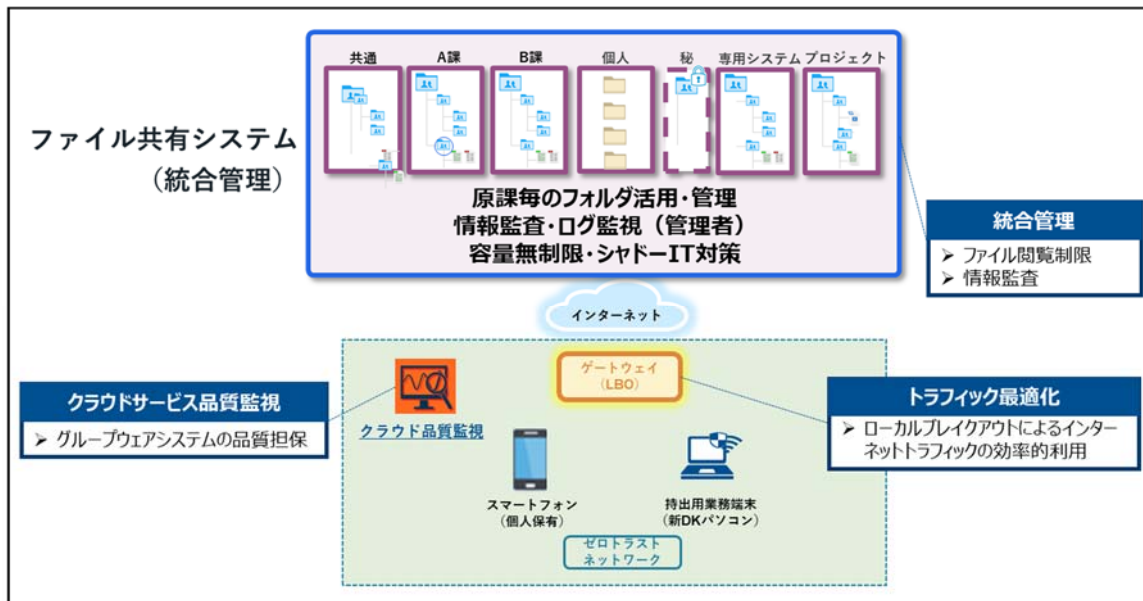 共通
A課
B課
個人
秘
専用システム
プロジェクト
ファイル共有システム
（統合管理）
原課毎のフォルダ活用・管理
情報監査・ログ監視（管理者）
容量無制限・シャドーIT対策
統合管理
➢ ファイル閲覧制限
➢ 情報監査
インターネット
ゲートウェイ
（LBO）
クラウドサービス品質監視
➢ グループウェアシステムの品質担保
クラウド品質監視
トラフィック最適化
➢ ローカルブレイクアウトによるインター
ネットトラフィックの効率的利用
スマートフォン
（個人保有）
持出用業務端末
（新DKパソコン）
ゼロトラスト
ネットワーク